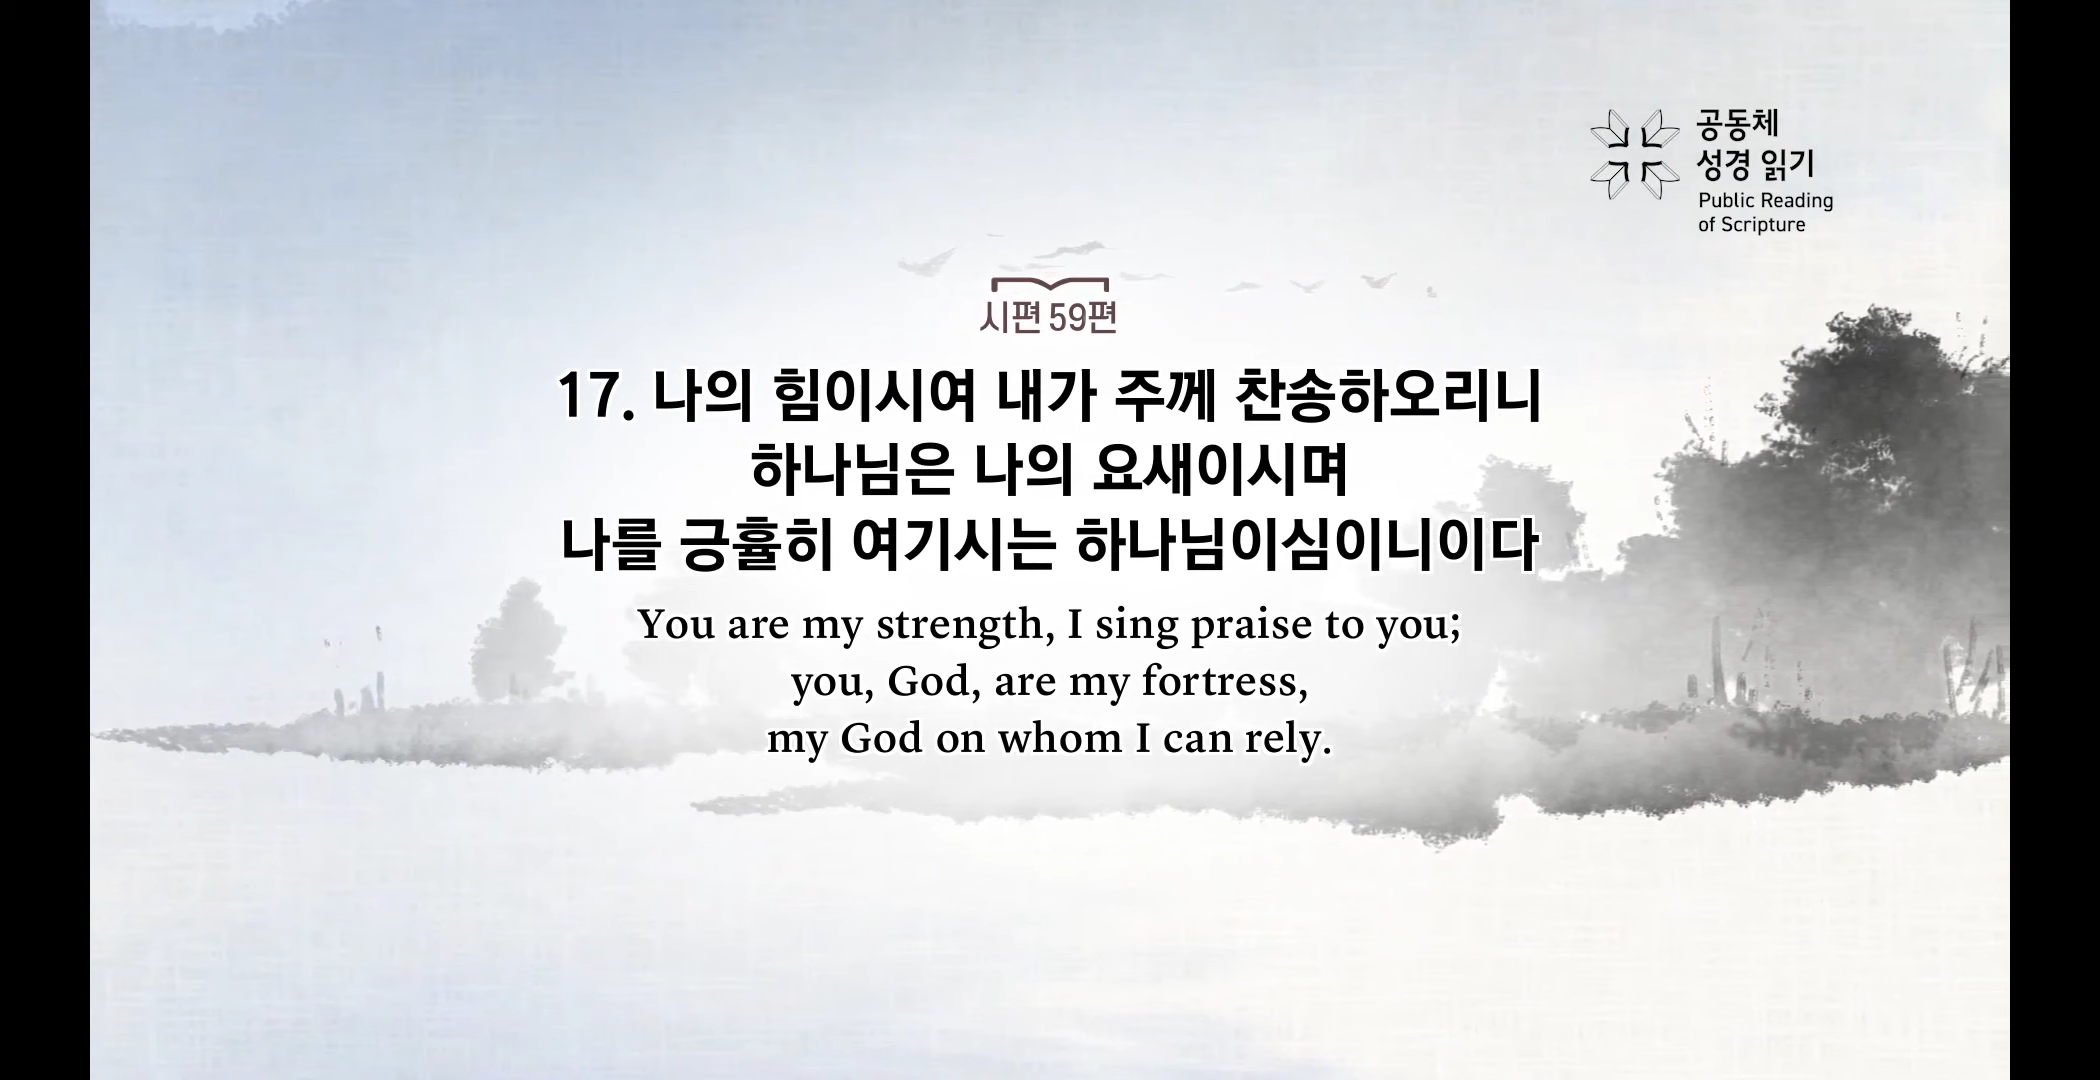 공동체
성경 읽기
Public Reading
of Scripture
시편 59편
17. 나의 힘이시여 내가 주께 찬송하오리니
하나님은 나의 요새이시며
나를 긍휼히 여기시는 하나님이심이니이다
You are my strength, I sing praise to you;
you, God, are my fortress,
my God on whom I can rely.